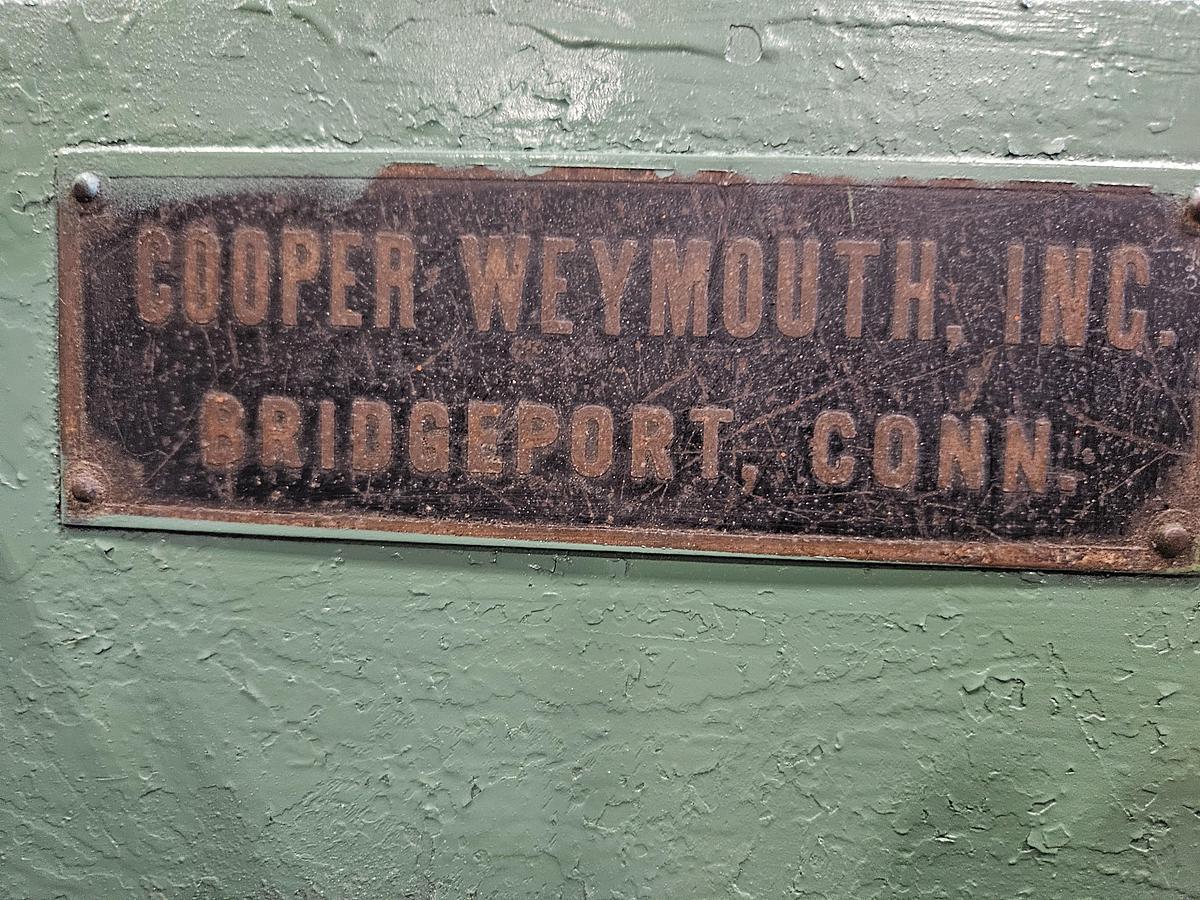 COOPER WEYMOUTH, INC.
BRIDGEPORT, CONN.